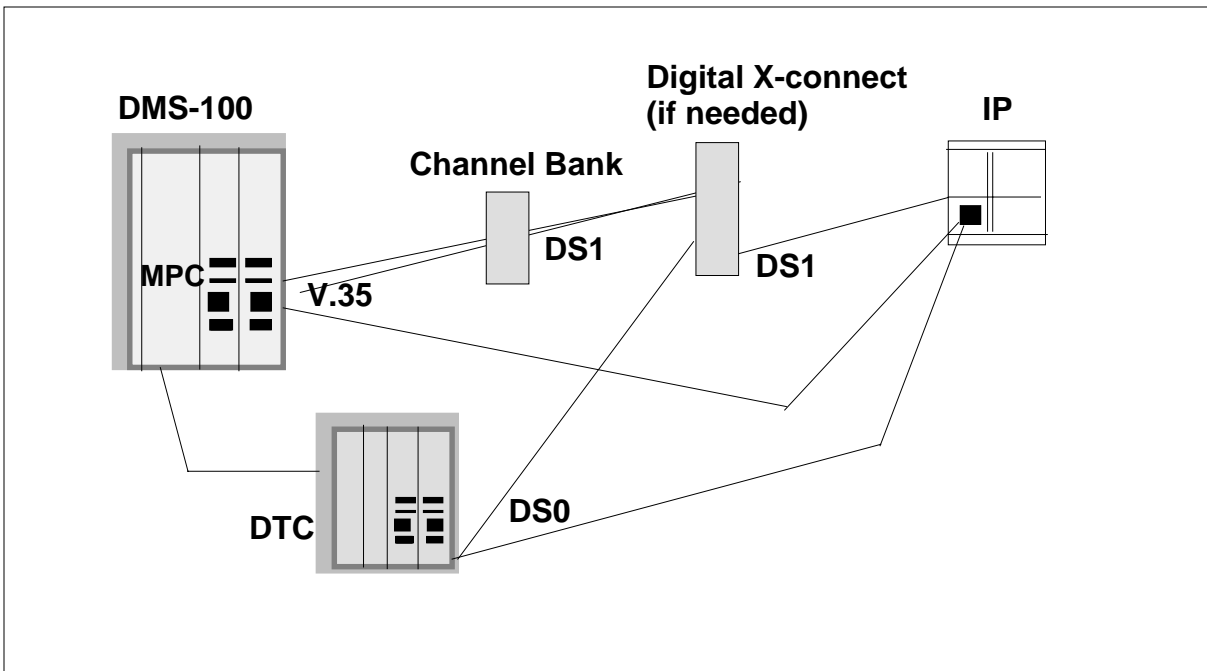 DMS-100
Digital X-connect
(if needed)
IP
Channel Bank
DS1
DS1
MPC
V.35
DTC
DS0